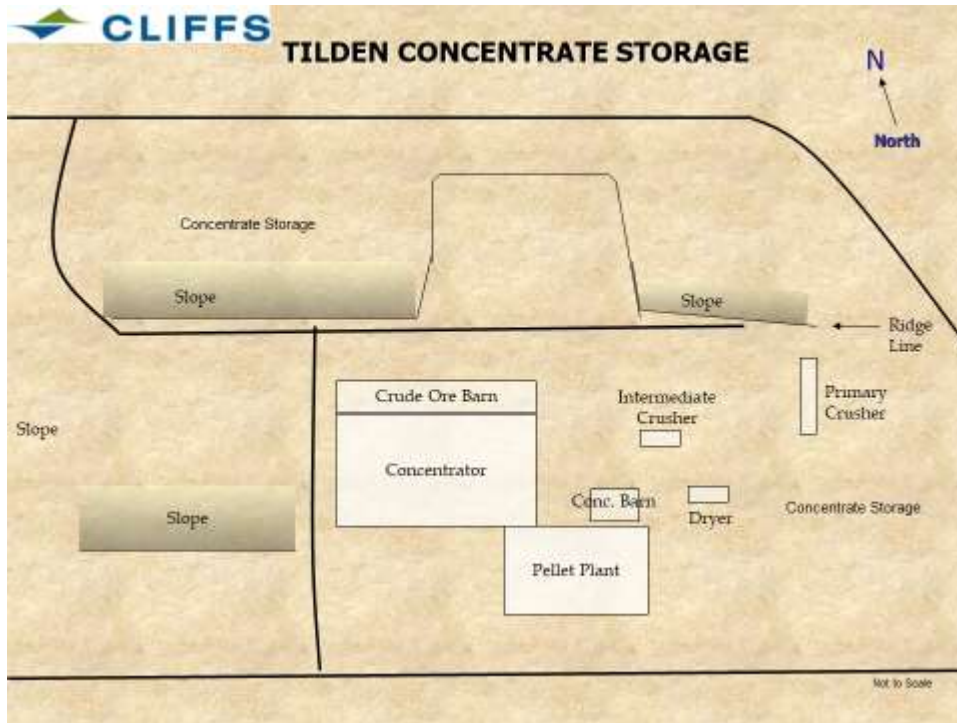 CLIFFS
TILDEN CONCENTRATE STORAGE
N
North
Concentrate Storage
Slope
Slope
Ridge
Line
Crude Ore Barn
Intermediate
Crusher
Primary
Crusher
Slope
Concentrator
Slope
Conc. Barn
Dryer
Concentrate Storage
Pellet Plant
Not to Scale